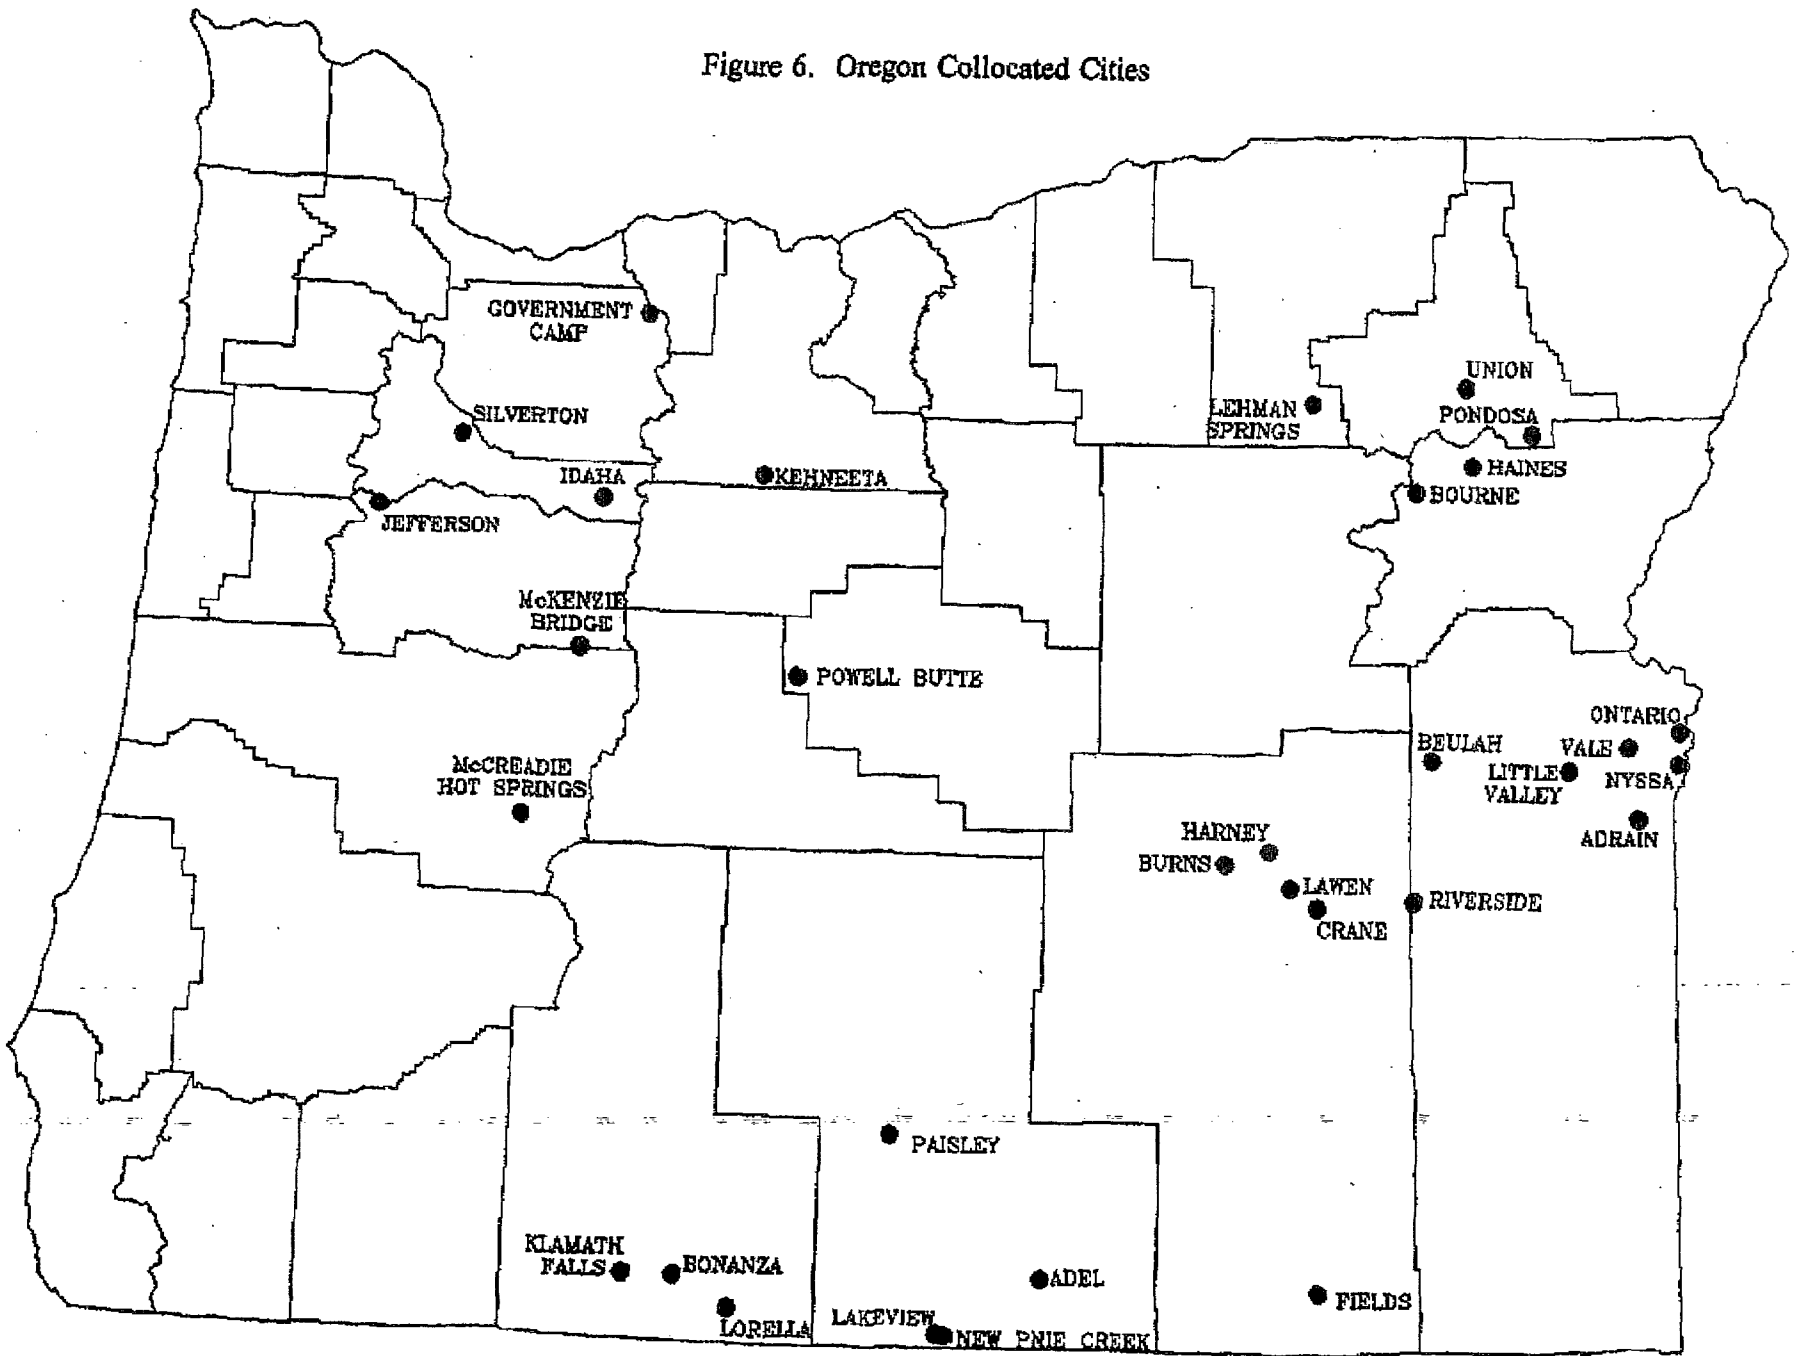 Figure 6. Oregon Collocated Cities
GOVERNMENT
CAMP
UNION
LEHMAN
SPRINGS
PONDOSA
SILVERTON
IDAHA
KEHNEETA
HAINES
BOURNE
JEFFERSON
McKENZIE
BRIDGE
POWELL BUTTE
ONTARIO
BEULAH
VALE
LITTLE
VALLEY
NYSSA
McCREADIE
HOT SPRINGS
HARNEY
ADRAIN
BURNS
LAWEN
RIVERSIDE
CRANE
PAISLEY
KLAMATH
FALLS
BONANZA
ADEL
FIELDS
LORELLA
LAKEVIEW
NEW PNIE CREEK